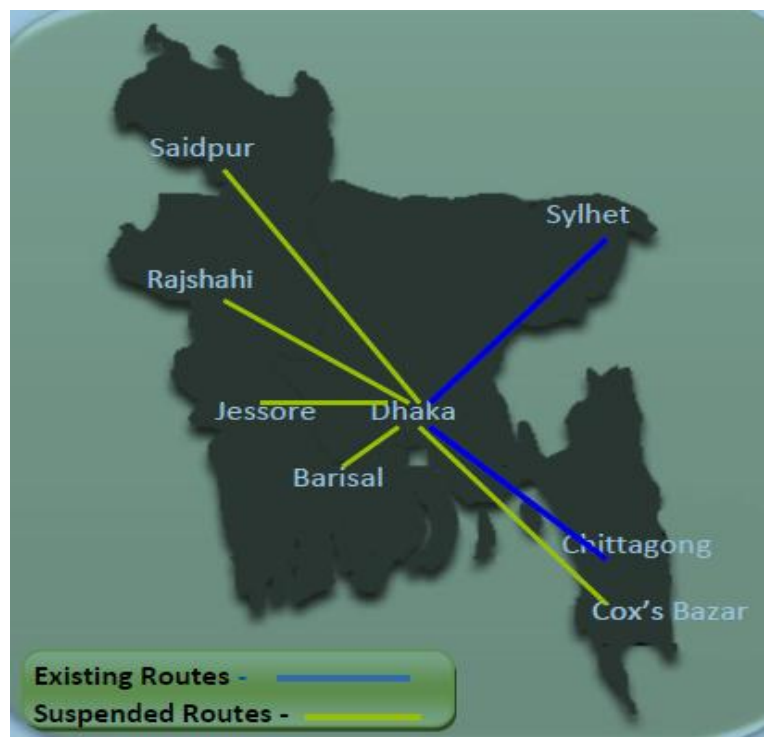 Saidpur
Sylhet
Rajshahi
Jessore
Dhaka
Barisal
Chittagong
Cox’s Bazar
Existing Routes -
Suspended Routes -